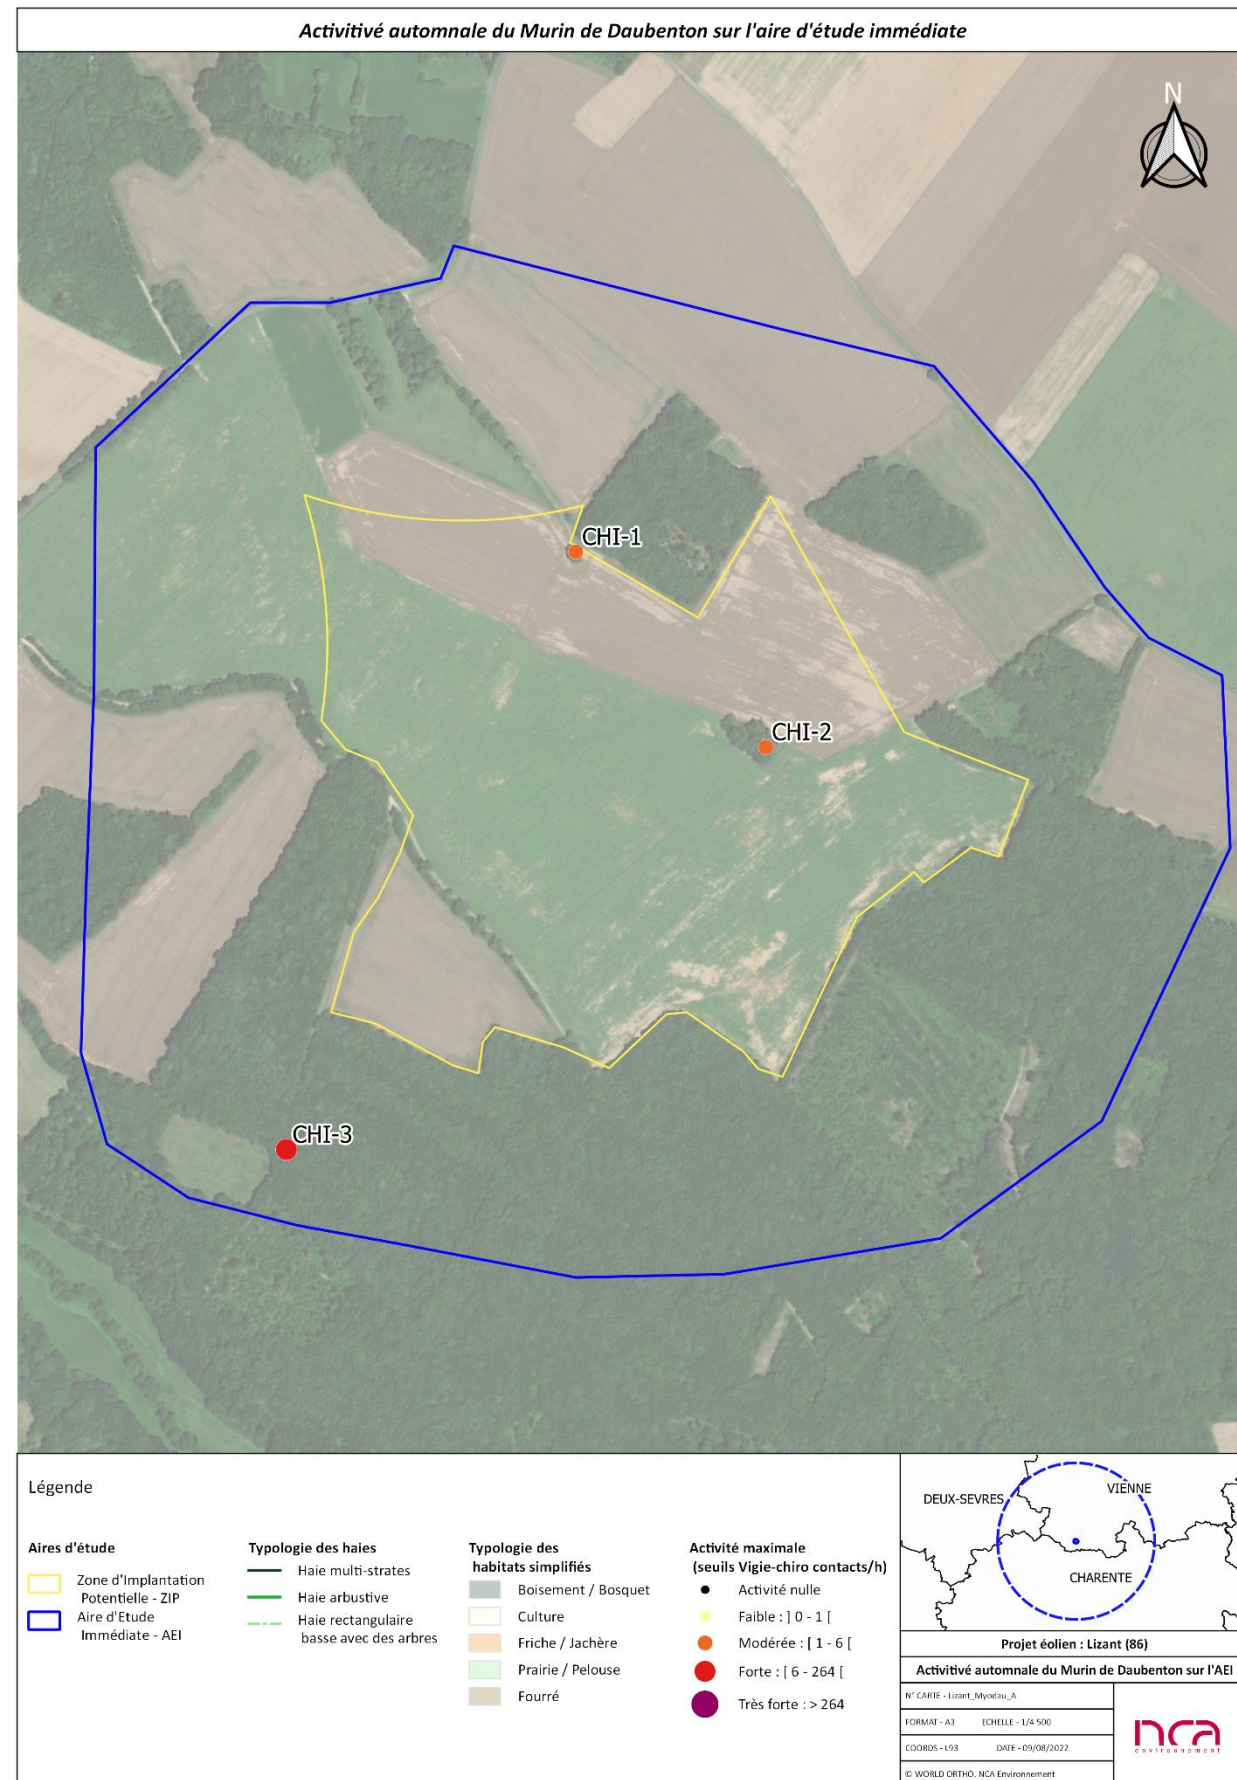 Activitivé automnale du Murin de Daubenton sur l'aire d'étude immédiate
N
CHI-1
CHI-2
CHI-3
Légende
Aires d'étude
Zone d'Implantation
Potentielle - ZIP
Aire d'Etude
Immédiate - AEI
Typologie des haies
Haie multi-strates
Haie arbustive
Haie rectangulaire
basse avec des arbres
Typologie des
habitats simplifiés
Boisement / Bosquet
Culture
Friche / Jachère
Prairie / Pelouse
Fourré
Activité maximale
(seuils Vigie-chiro contacts/h)
Activité nulle
Faible : ] 0 - 1 [
Modérée : [ 1 - 6 [
Forte : [ 6 - 264 [
Très forte : > 264
DEUX-SEVRES
VIENNE
CHARENTE
Projet éolien : Lizant (86)
Activitivé automnale du Murin de Daubenton sur l'AEI
N° CARTE - Lizant_Myodau_A
FORMAT - A3 ECHELLE - 1/4 500
COORDS - L93 DATE - 09/08/2022
© WORLD ORTHO, NCA Environnement
nca
environnement